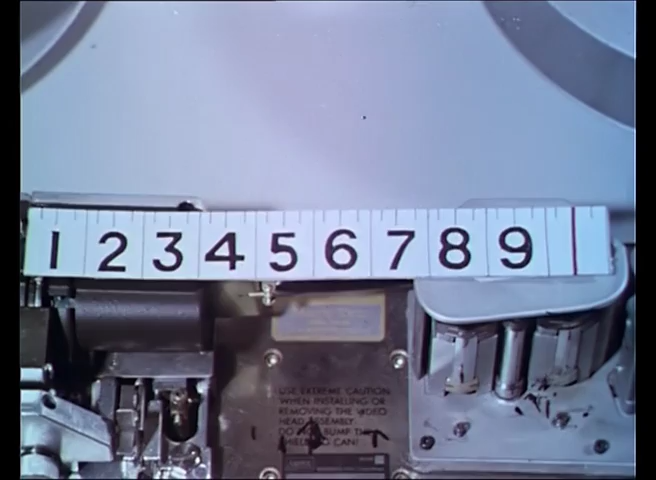 1 2 3 4 5 6 7 8 9
USE EXTREME CAUTION
WHEN INSTALLING OR
REMOVING THE VIDEO
HEAD ASSEMBLY.
DO NOT BUMP THE
SHIELDING CAN!